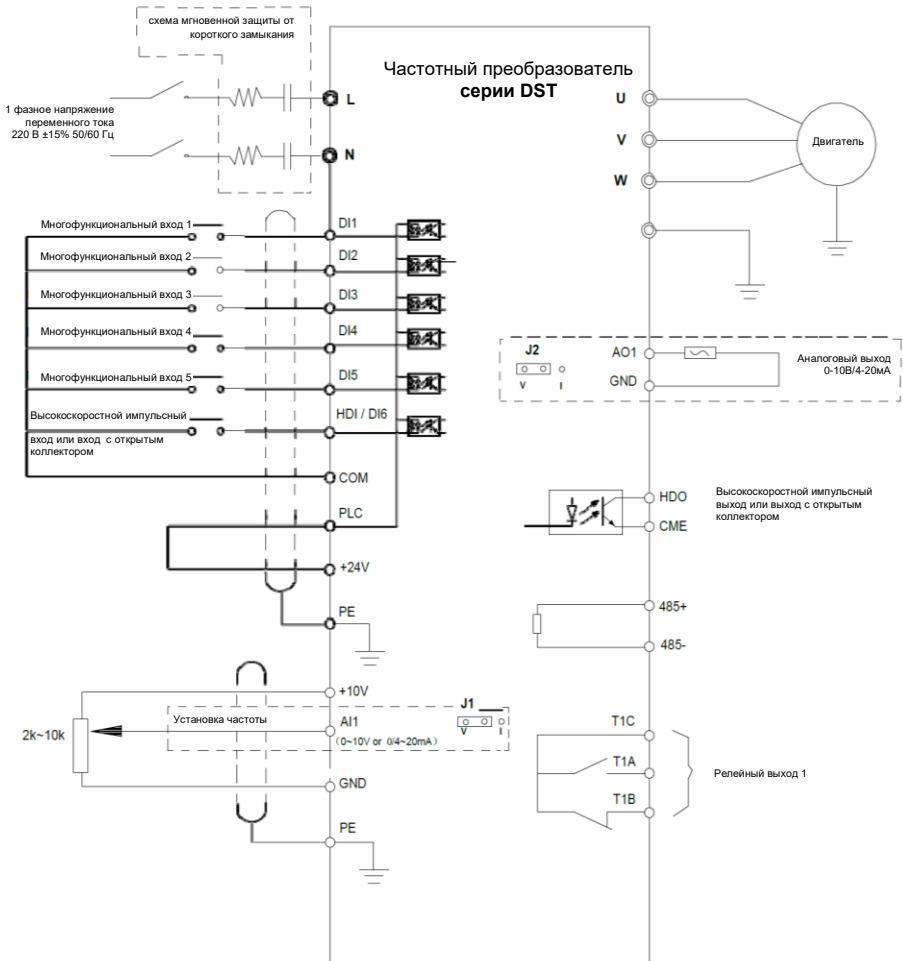 схема мгновенной защиты от
короткого замыкания
Частотный преобразователь
серии DST
1 фазное напряжение
переменного тока
220 В ±15% 50/60 Гц
L
N
U
V
W
Двигатель
Многофункциональный вход 1
DI1
Многофункциональный вход 2
DI2
Многофункциональный вход 3
DI3
Многофункциональный вход 4
DI4
Многофункциональный вход 5
DI5
Высокоскоростной импульсный
вход или вход с открытым
коллектором
HDI / DI6
COM
PLC
+24V
PE
J2
V
I
AO1
GND
Аналоговый выход
0-10В/4-20мА
HDO
CME
Высокоскоростной импульсный
выход или выход с открытым
коллектором
485+
485-
+10V
2k~10k
Установка частоты
AI1
(0~10V or 0/4~20mA)
J1
V
I
GND
PE
T1C
T1A
T1B
Релейный выход 1